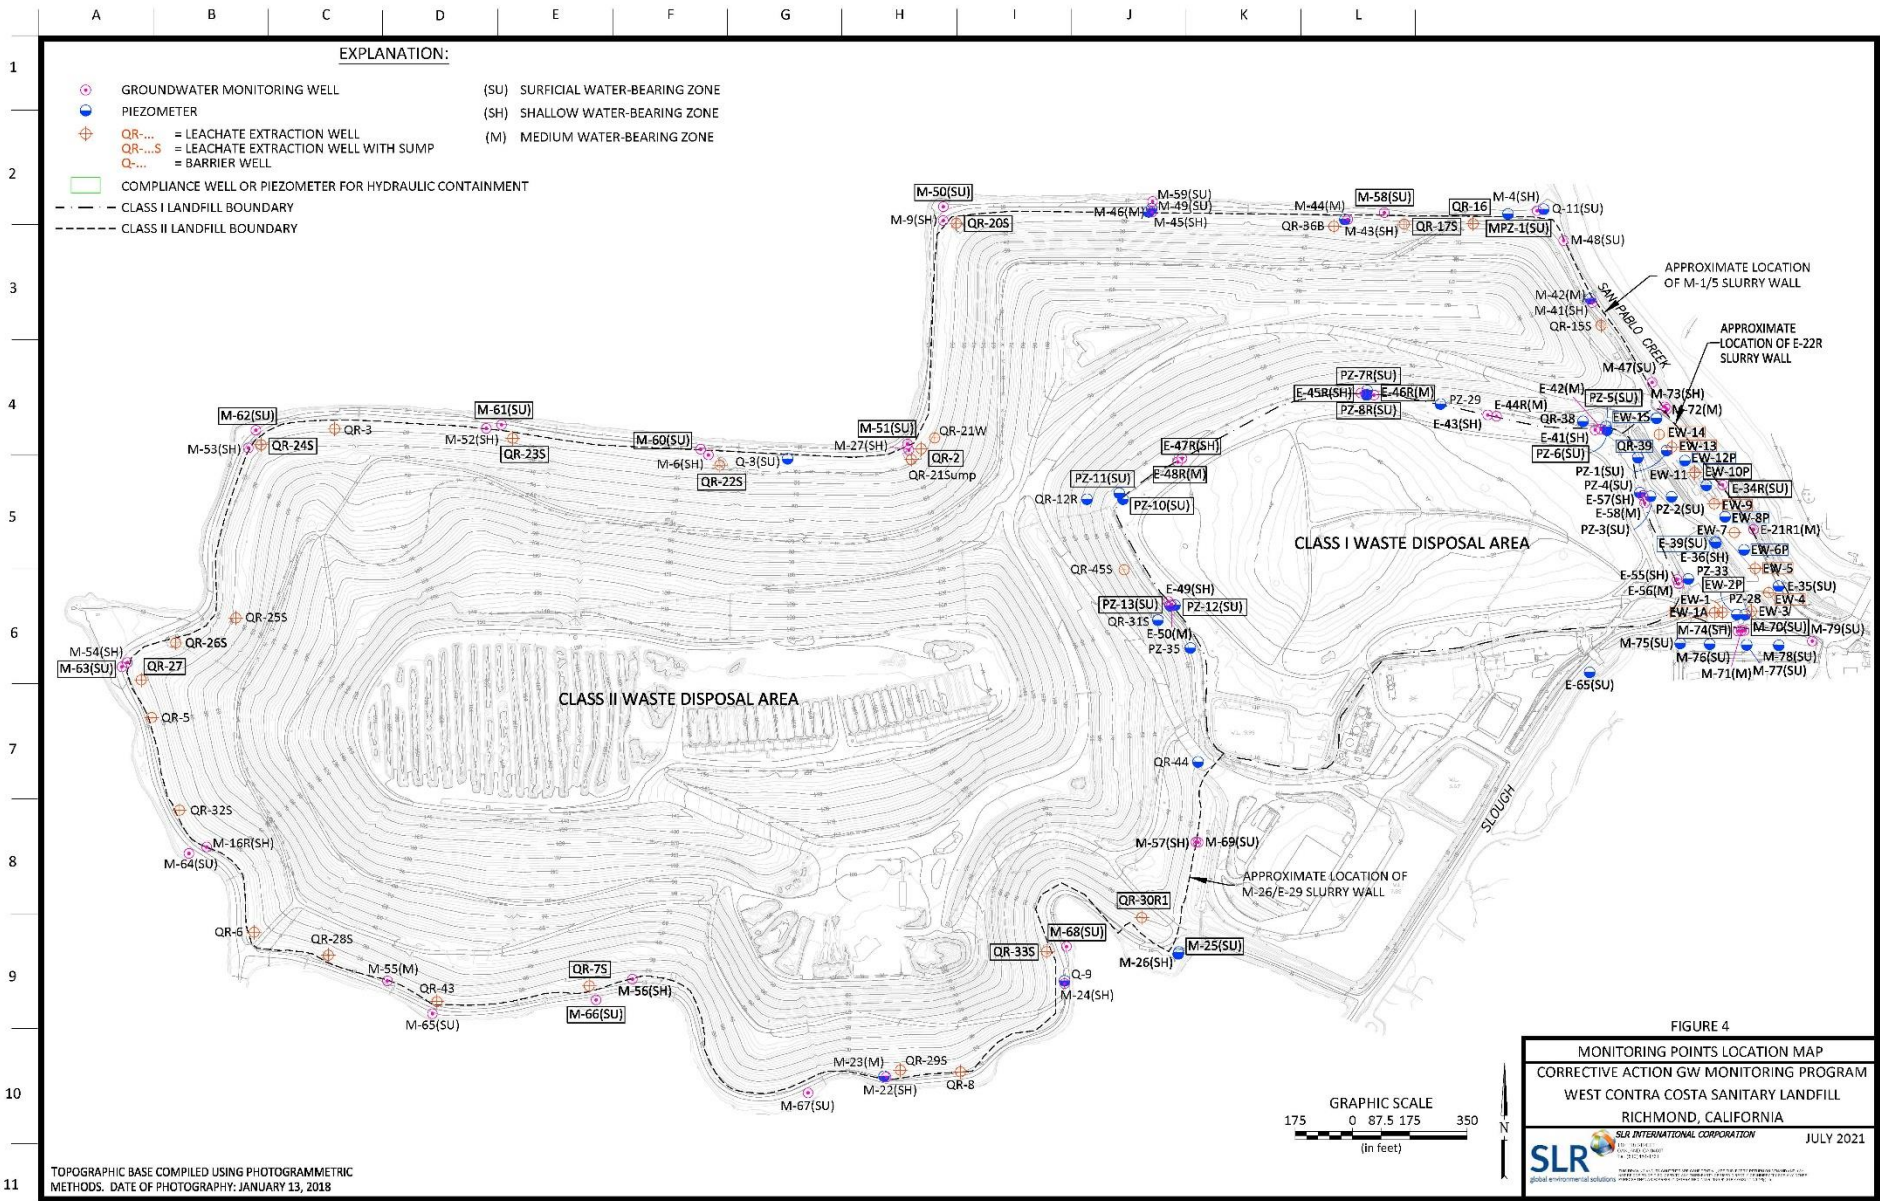 A B C D E F G H I J K L
1
2
3
4
5
6
7
8
9
10
11
EXPLANATION:
GROUNDWATER MONITORING WELL
PIEZOMETER
QR-... = LEACHATE EXTRACTION WELL
QR-...S = LEACHATE EXTRACTION WELL WITH SUMP
Q-... = BARRIER WELL
COMPLIANCE WELL OR PIEZOMETER FOR HYDRAULIC CONTAINMENT
CLASS I LANDFILL BOUNDARY
CLASS II LANDFILL BOUNDARY
(SU) SURFICIAL WATER-BEARING ZONE
(SH) SHALLOW WATER-BEARING ZONE
(M) MEDIUM WATER-BEARING ZONE
M-50(SU)
M-9(SH)
QR-20S
M-59(SU)
M-49(SU)
M-46(M)
M-45(SH)
M-44(M)
M-58(SU)
QR-36B
M-43(SH)
QR-17S
QR-16
M-4(SH)
MPZ-1(SU)
Q-11(SU)
M-48(SU)
APPROXIMATE LOCATION
OF M-1/5 SLURRY WALL
SAN PABLO CREEK
M-42(M)
M-41(SH)
QR-15S
APPROXIMATE
LOCATION OF E-22R
SLURRY WALL
M-47(SU)
M-73(SH)
M-72(M)
PZ-7R(SU)
E-45R(SH)
E-46R(M)
PZ-8R(SU)
PZ-29
E-44R(M)
E-43(SH)
E-42(M)
PZ-5(SU)
QR-38
EW-15
E-41(SH)
EW-14
PZ-6(SU)
QR-39
EW-13
EW-12P
PZ-1(SU)
EW-11
EW-10P
PZ-4(SU)
E-34R(SU)
E-57(SH)
PZ-2(SU)
EW-9
E-58(M)
EW-8P
PZ-3(SU)
EW-7
E-21R1(M)
E-39(SU)
EW-6P
E-36(SH)
EW-5
E-55(SH)
PZ-33
E-56(M)
EW-2P
E-35(SU)
EW-1
PZ-28
EW-4
EW-1A
EW-3
M-74(SH)
M-70(SU)
M-79(SU)
M-75(SU)
M-76(SU)
M-78(SU)
M-71(M)
M-77(SU)
E-65(SU)
M-62(SU)
M-53(SH)
QR-24S
QR-3
M-61(SU)
M-52(SH)
QR-23S
M-60(SU)
M-6(SH)
QR-22S
Q-3(SU)
M-51(SU)
M-27(SH)
QR-21W
QR-2
QR-21Sump
E-47R(SH)
E-48R(M)
PZ-11(SU)
QR-12R
PZ-10(SU)
CLASS I WASTE DISPOSAL AREA
QR-45S
E-49(SH)
PZ-13(SU)
PZ-12(SU)
QR-31S
E-50(M)
PZ-35
QR-25S
QR-26S
M-54(SH)
M-63(SU)
QR-27
QR-5
CLASS II WASTE DISPOSAL AREA
QR-44
QR-32S
M-16R(SH)
M-64(SU)
M-57(SH)
M-69(SU)
SLOUGH
APPROXIMATE LOCATION OF
M-26/E-29 SLURRY WALL
QR-30R1
QR-6
QR-28S
M-68(SU)
QR-33S
M-25(SU)
M-26(SH)
M-55(M)
QR-43
M-65(SU)
QR-7S
M-56(SH)
M-66(SU)
Q-9
M-24(SH)
M-23(M)
QR-29S
M-22(SH)
QR-8
M-67(SU)
GRAPHIC SCALE
175 0 87.5 175 350
(in feet)
N
FIGURE 4
MONITORING POINTS LOCATION MAP
CORRECTIVE ACTION GW MONITORING PROGRAM
WEST CONTRA COSTA SANITARY LANDFILL
RICHMOND, CALIFORNIA
SLR INTERNATIONAL CORPORATION
JULY 2021
SLR
global environmental solutions
TOPOGRAPHIC BASE COMPILED USING PHOTOGRAMMETRIC
METHODS. DATE OF PHOTOGRAPHY: JANUARY 13, 2018